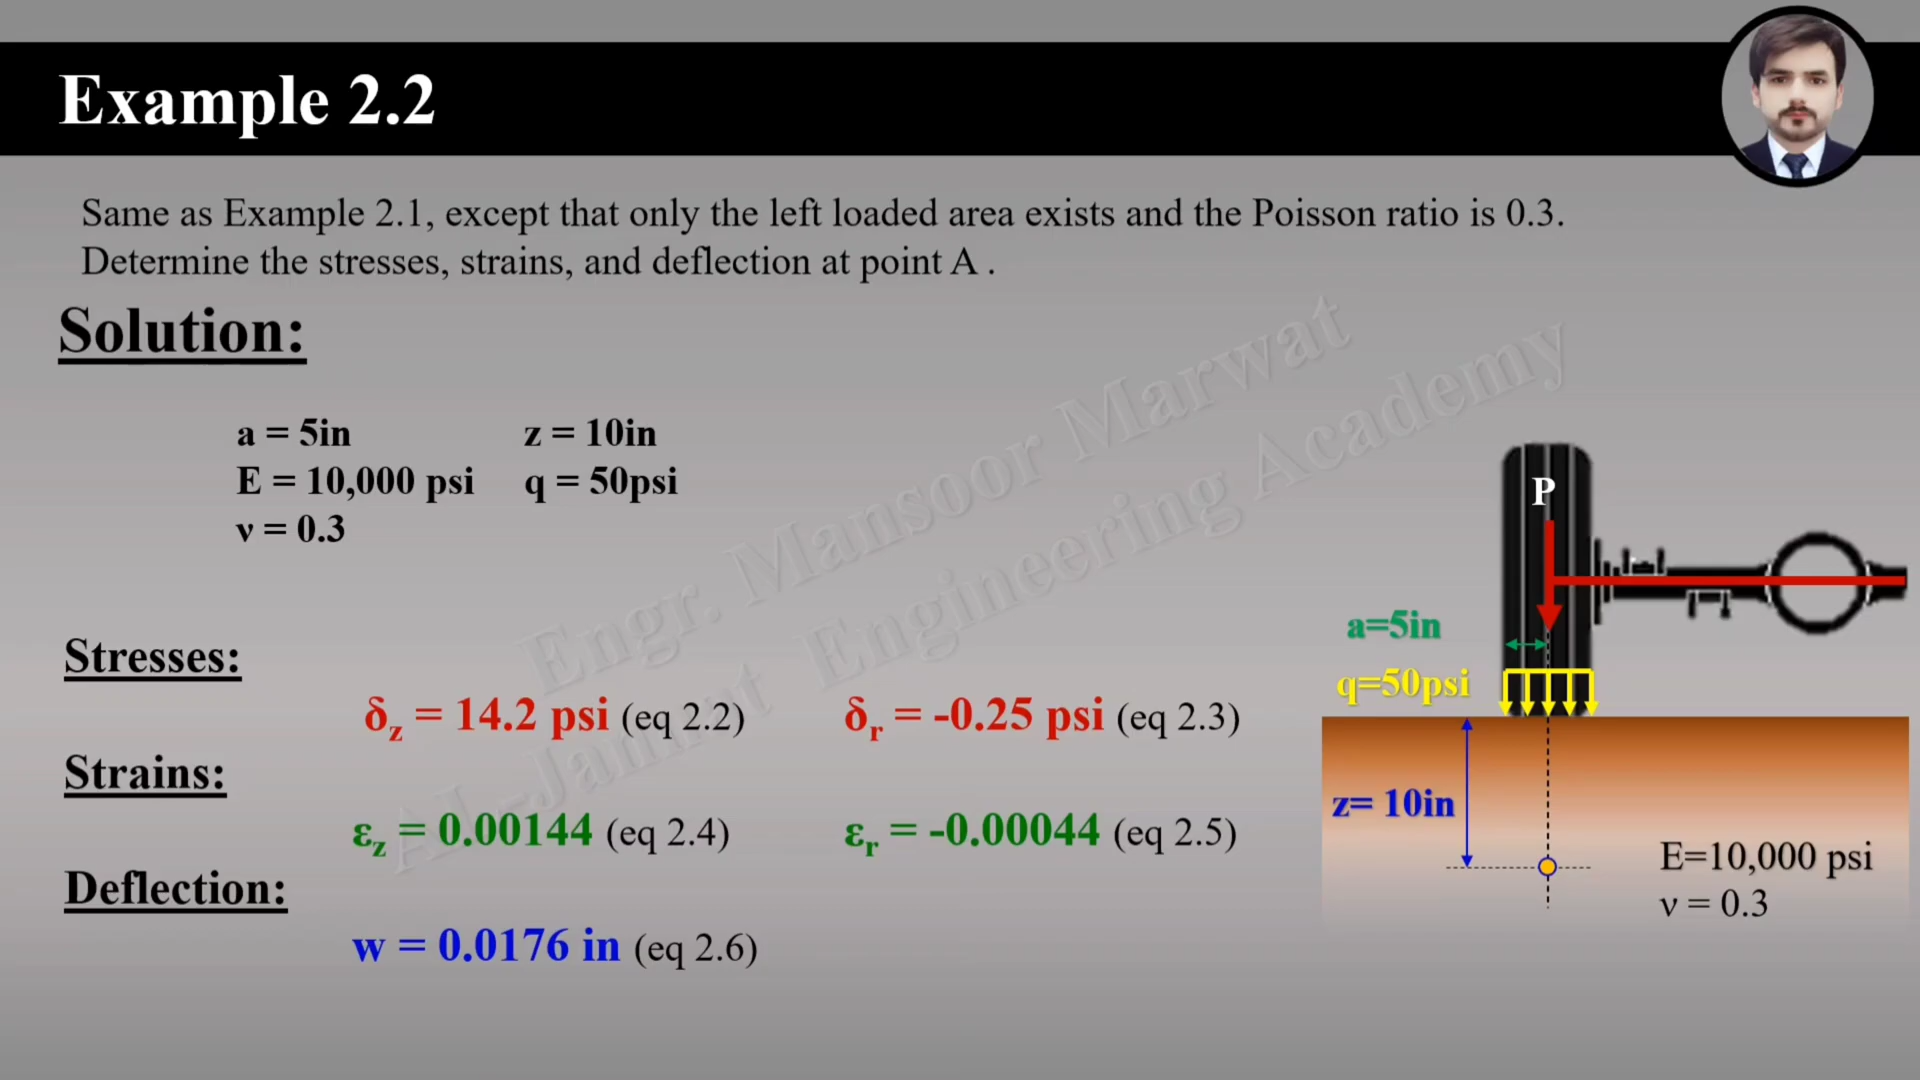 Example 2.2
Same as Example 2.1, except that only the left loaded area exists and the Poisson ratio is 0.3.
Determine the stresses, strains, and deflection at point A .
Solution:
a = 5in z = 10in
E = 10,000 psi q = 50psi
ν = 0.3
Engr. Mansoor Marwat
AL-Jannat Engineering Academy
Stresses:
δz = 14.2 psi (eq 2.2) δr = -0.25 psi (eq 2.3)
Strains:
εz = 0.00144 (eq 2.4) εr = -0.00044 (eq 2.5)
Deflection:
w = 0.0176 in (eq 2.6)
P
a=5in
q=50psi
z= 10in
E=10,000 psi
ν = 0.3